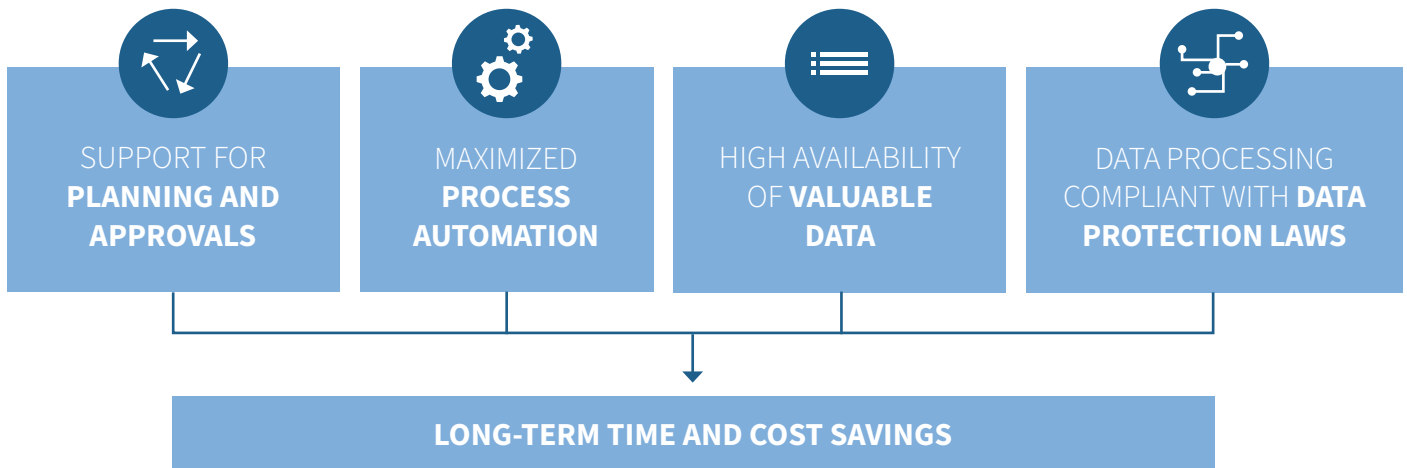 SUPPORT FOR
PLANNING AND
APPROVALS
MAXIMIZED
PROCESS
AUTOMATION
HIGH AVAILABILITY
OF VALUABLE
DATA
DATA PROCESSING
COMPLIANT WITH DATA
PROTECTION LAWS
LONG-TERM TIME AND COST SAVINGS